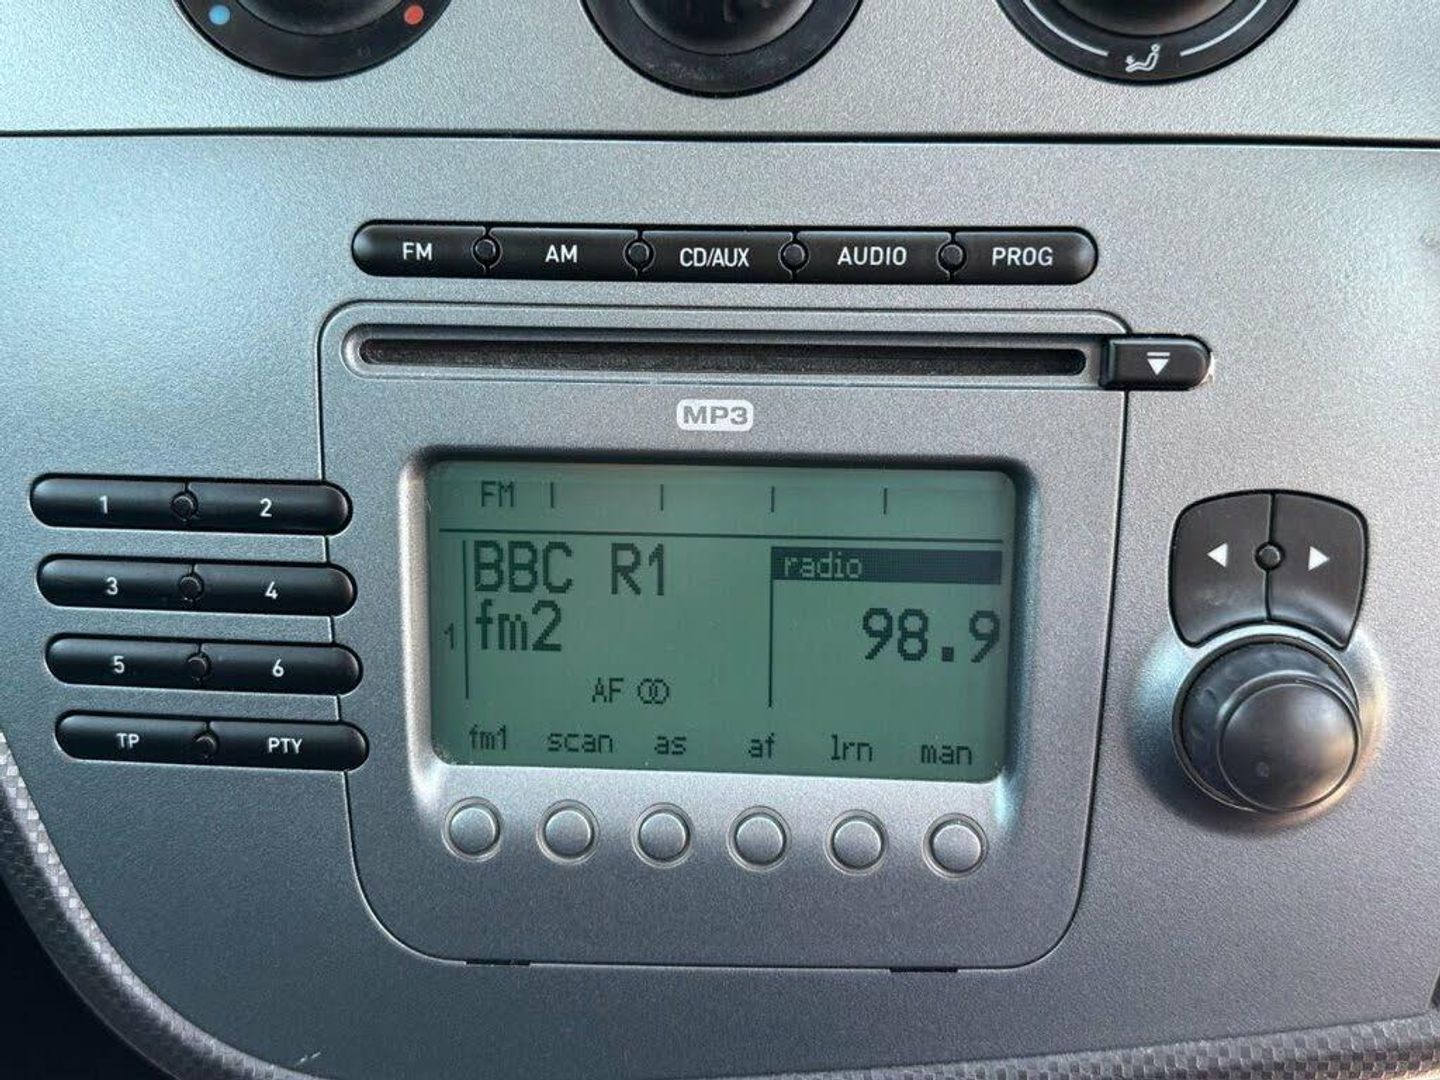 FM AM CD/AUX AUDIO PROG
MP3
1 2
3 4
5 6
TP PTY
FM
BBC R1
radio
1 fm2
98.9
AF
fm1 scan as af lrn man